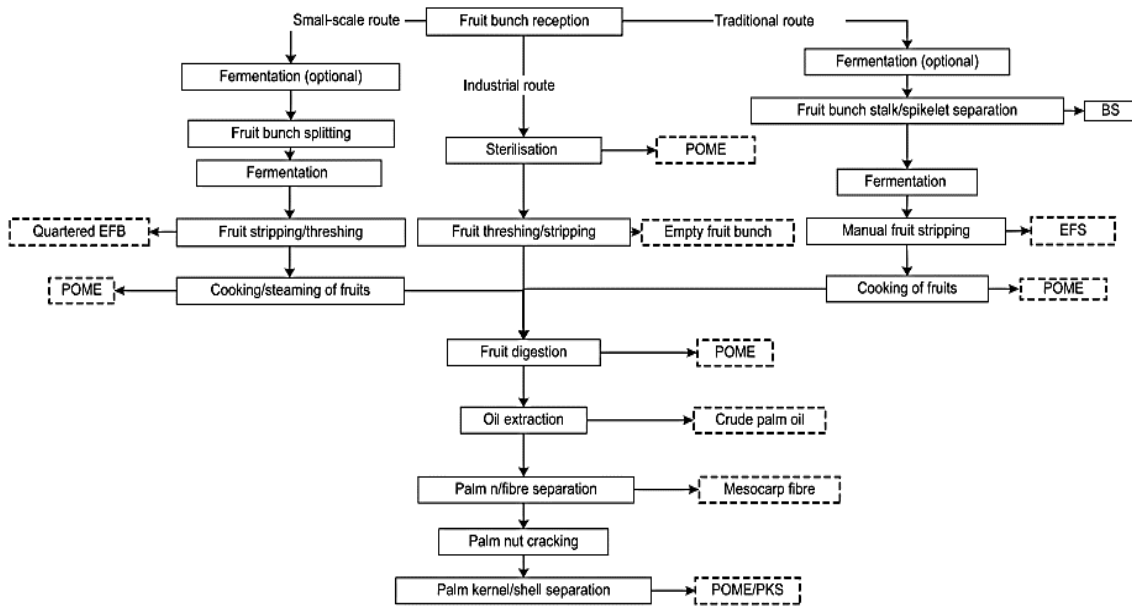 Small-scale route
Fruit bunch reception
Traditional route
Fermentation (optional)
Industrial route
Fermentation (optional)
Fruit bunch stalk/spikelet separation
BS
Fruit bunch splitting
Sterilisation
POME
Fermentation
Fermentation
Quartered EFB
Fruit stripping/threshing
Fruit threshing/stripping
Empty fruit bunch
Manual fruit stripping
EFS
POME
Cooking/steaming of fruits
Cooking of fruits
POME
Fruit digestion
POME
Oil extraction
Crude palm oil
Palm n/fibre separation
Mesocarp fibre
Palm nut cracking
Palm kernel/shell separation
POME/PKS